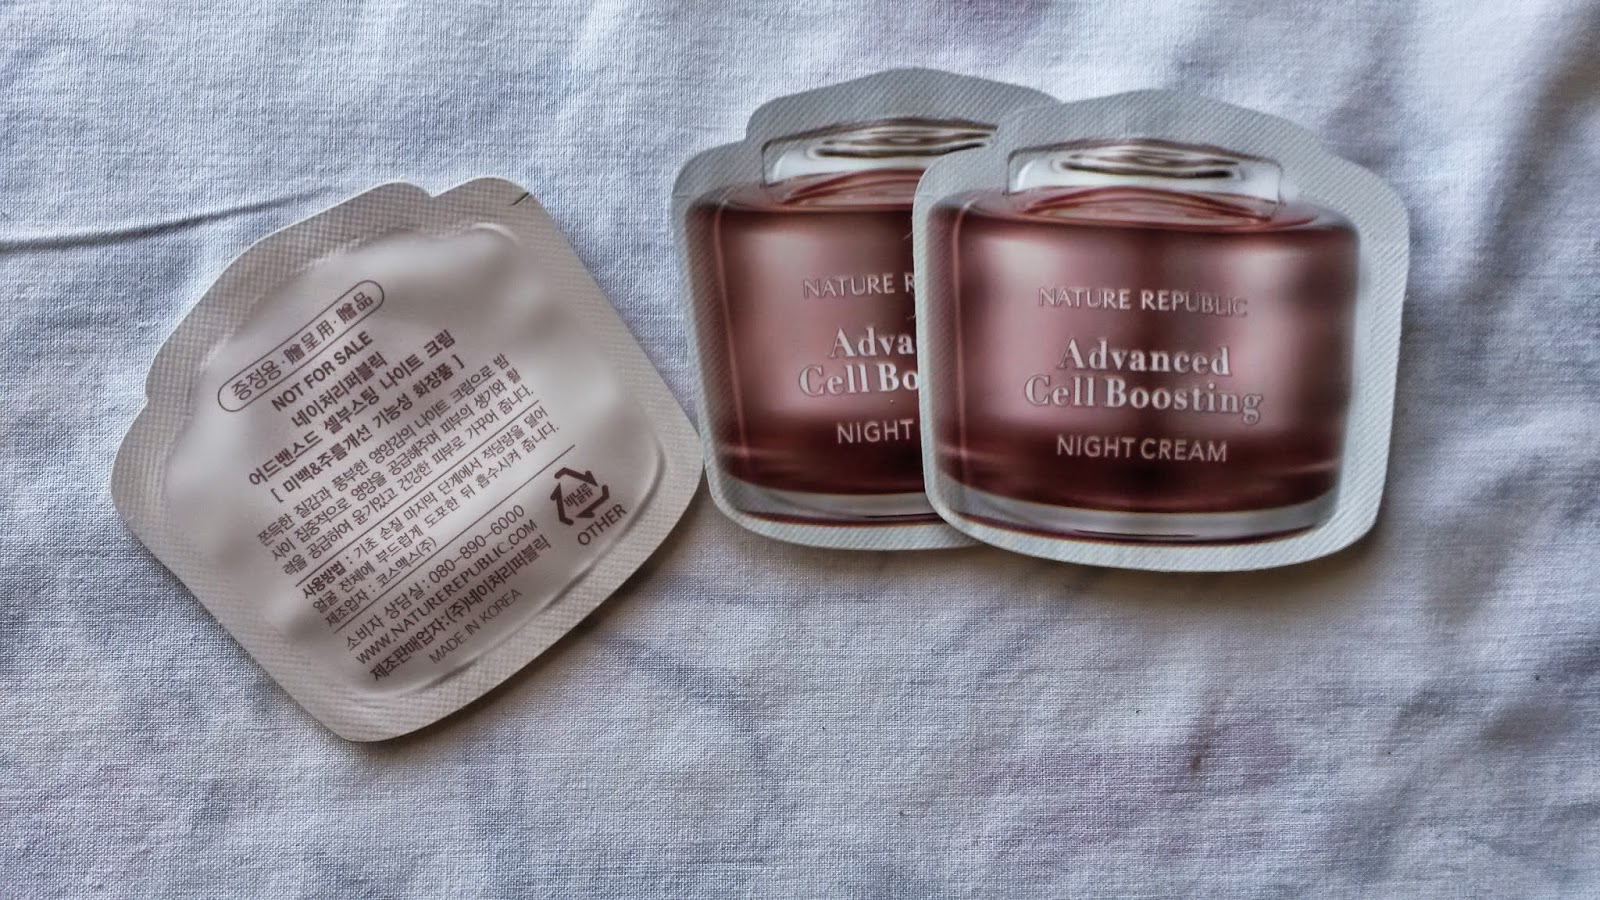 증정용·贈呈用·贈品
NOT FOR SALE
네이처리퍼블릭
어드밴스드 셀부스팅 나이트 크림
[ 미백&주름개선 기능성 화장품 ]
쫀득한 질감과 풍부한 영양감의 나이트 크림으로 밤
사이 집중적으로 영양을 공급해주며 피부의 생기와 활
력을 공급하여 윤기있고 건강한 피부로 가꾸어 줍니다.
사용방법 : 기초 손질 마지막 단계에서 적당량을 덜어
얼굴 전체에 부드럽게 도포한 뒤 흡수시켜 줍니다.
제조업자 : 코스맥스(주)
소비자 상담실 : 080-890-6000
WWW.NATUREREPUBLIC.COM
제조판매업자:(주)네이처리퍼블릭
MADE IN KOREA
비닐류
OTHER
NATURE R
Adva
Cell Bo
NIGHT
NATURE REPUBLIC
Advanced
Cell Boosting
NIGHT CREAM